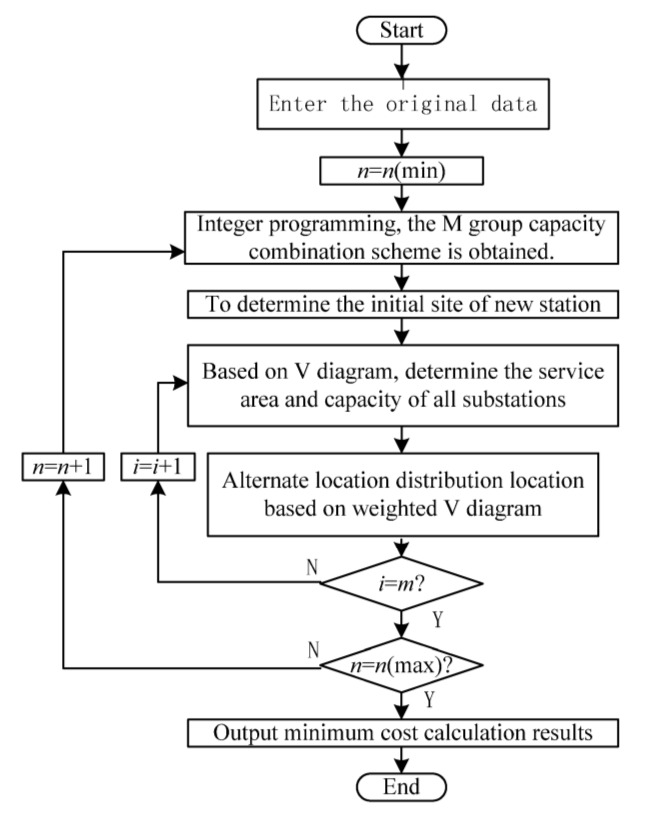 Start
Enter the original data
n=n(min)
Integer programming, the M group capacity
combination scheme is obtained.
To determine the initial site of new station
Based on V diagram, determine the service
area and capacity of all substations
n=n+1
i=i+1
Alternate location distribution location
based on weighted V diagram
N
i=m?
Y
N
n=n(max)?
Y
Output minimum cost calculation results
End